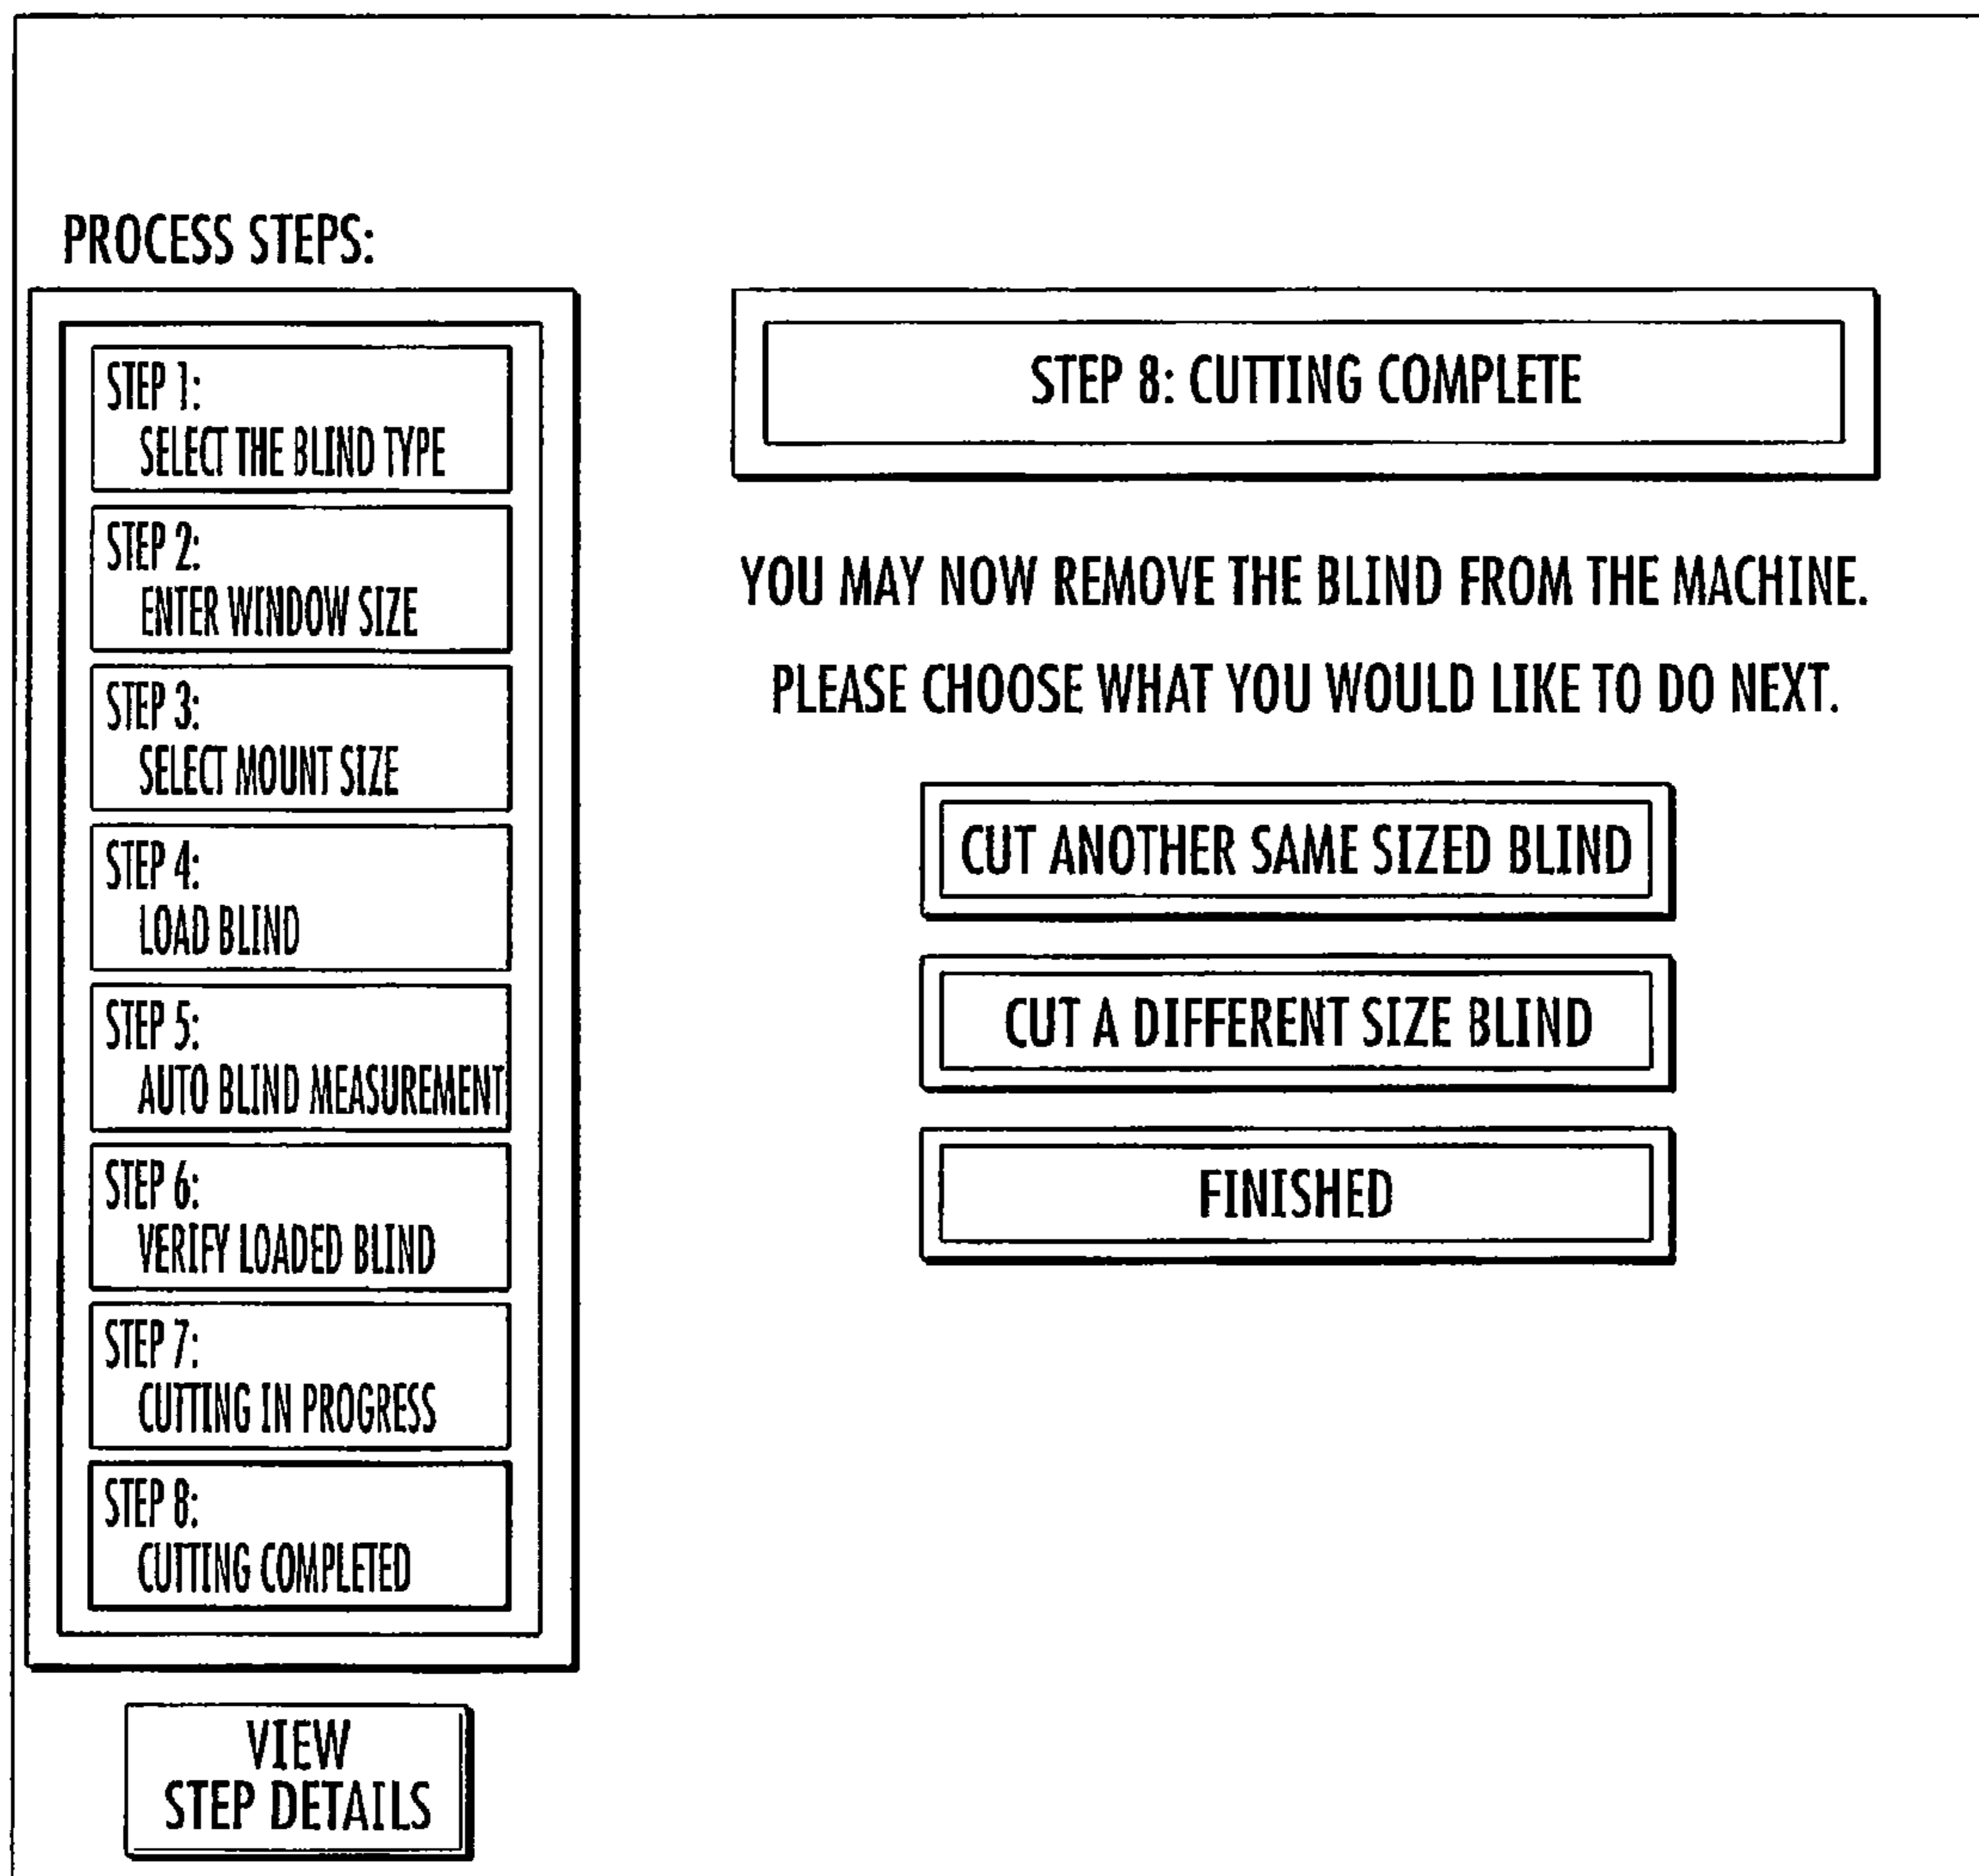 PROCESS STEPS:
STEP 1:
SELECT THE BLIND TYPE
STEP 2:
ENTER WINDOW SIZE
STEP 3:
SELECT MOUNT SIZE
STEP 4:
LOAD BLIND
STEP 5:
AUTO BLIND MEASUREMENT
STEP 6:
VERIFY LOADED BLIND
STEP 7:
CUTTING IN PROGRESS
STEP 8:
CUTTING COMPLETED
VIEW
STEP DETAILS
STEP 8: CUTTING COMPLETE
YOU MAY NOW REMOVE THE BLIND FROM THE MACHINE.
PLEASE CHOOSE WHAT YOU WOULD LIKE TO DO NEXT.
CUT ANOTHER SAME SIZED BLIND
CUT A DIFFERENT SIZE BLIND
FINISHED